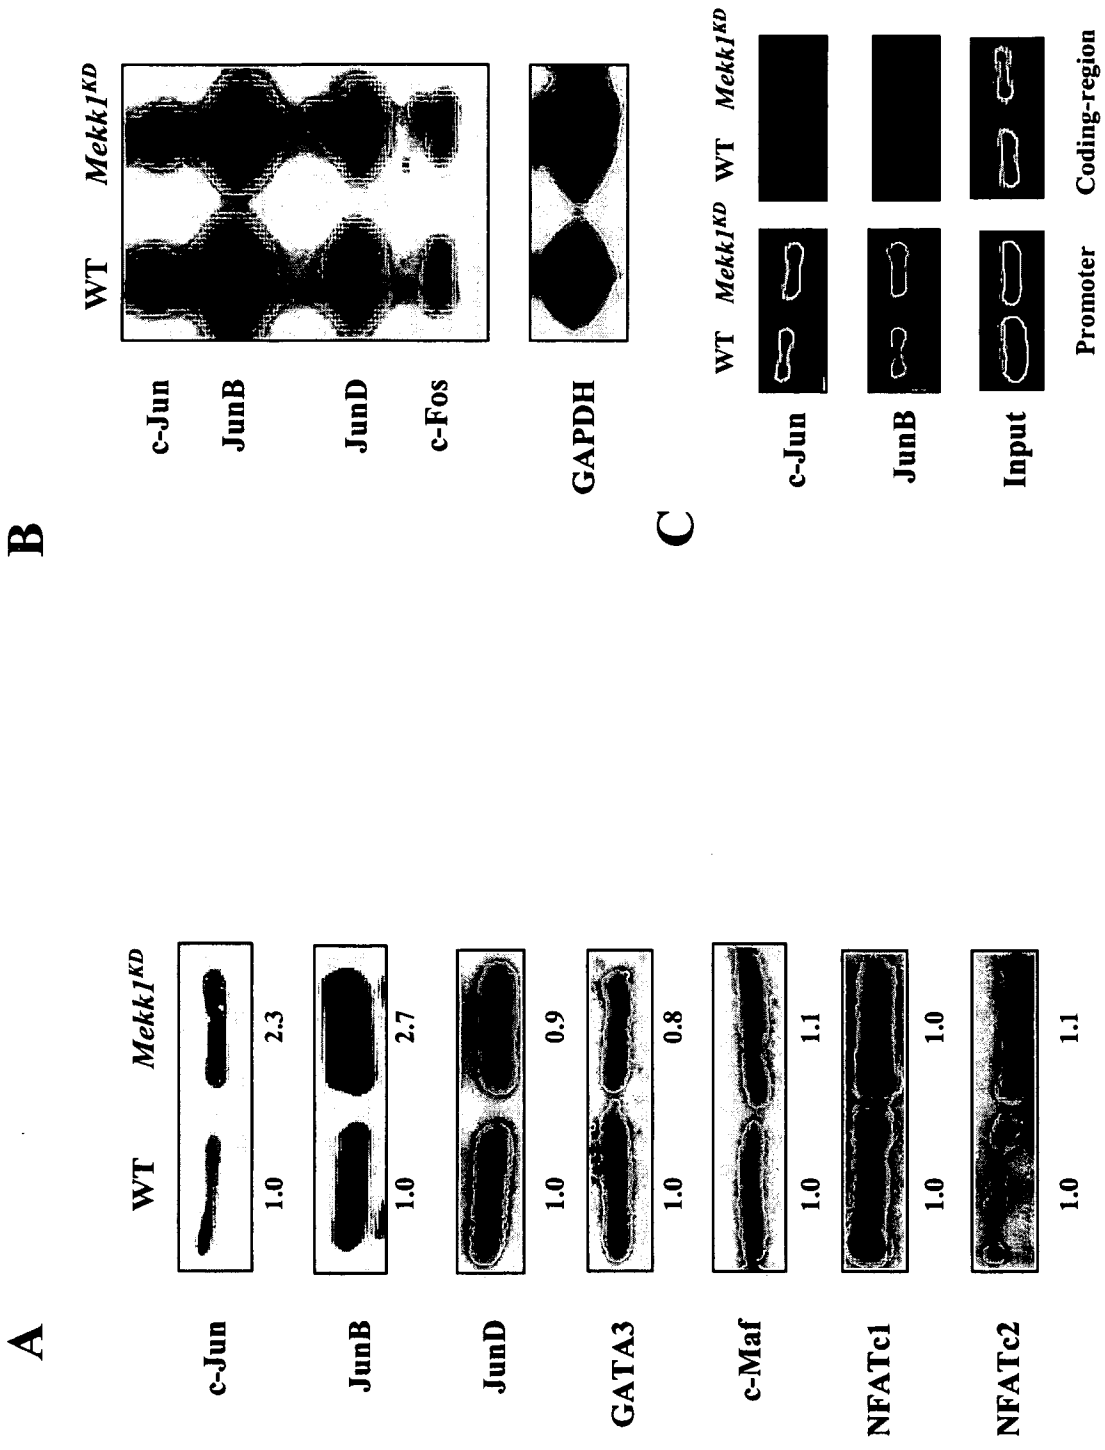 A
WT Mekk1KD
c-Jun
1.0 2.3
JunB
1.0 2.7
JunD
1.0 0.9
GATA3
1.0 0.8
c-Maf
1.0 1.1
NFATc1
1.0 1.0
NFATc2
1.0 1.1
B
WT Mekk1KD
c-Jun
JunB
JunD
c-Fos
GAPDH
C
WT Mekk1KD WT Mekk1KD
c-Jun
JunB
Input
Promoter Coding-region